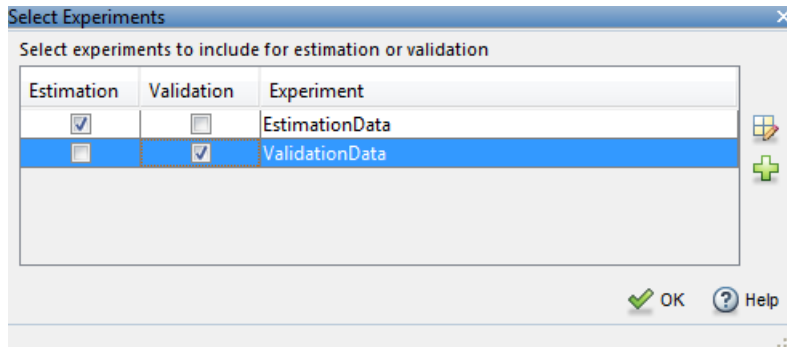 Select Experiments
Select experiments to include for estimation or validation
Estimation Validation Experiment
EstimationData
ValidationData
OK Help